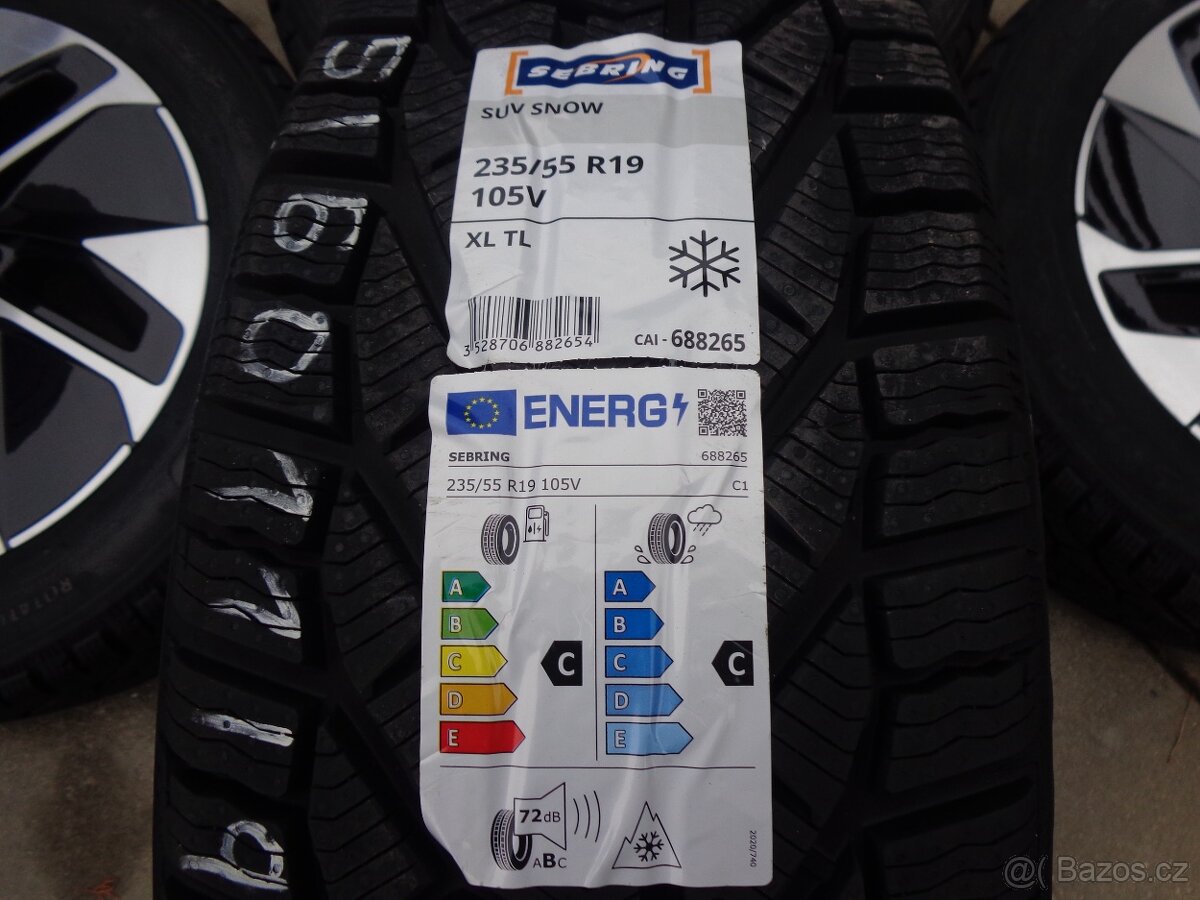 SEBRING
SUV SNOW
235/55 R19
105V
XL TL
3528706882654
CAI - 688265
ENERG
SEBRING 688265
235/55 R19 105V C1
A A
B B
C C C C
D D
E E
72dB
ABC
2020/740
@( Bazos.cz